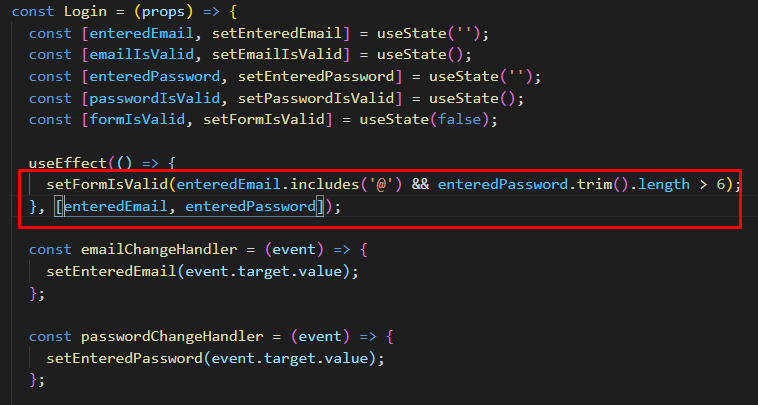 const Login = (props) => {
const [enteredEmail, setEnteredEmail] = useState('');
const [emailIsValid, setEmailIsValid] = useState();
const [enteredPassword, setEnteredPassword] = useState('');
const [passwordIsValid, setPasswordIsValid] = useState();
const [formIsValid, setFormIsValid] = useState(false);
useEffect(() => {
setFormIsValid(enteredEmail.includes('@') && enteredPassword.trim().length > 6);
}, [enteredEmail, enteredPassword]);
const emailChangeHandler = (event) => {
setEnteredEmail(event.target.value);
};
const passwordChangeHandler = (event) => {
setEnteredPassword(event.target.value);
};